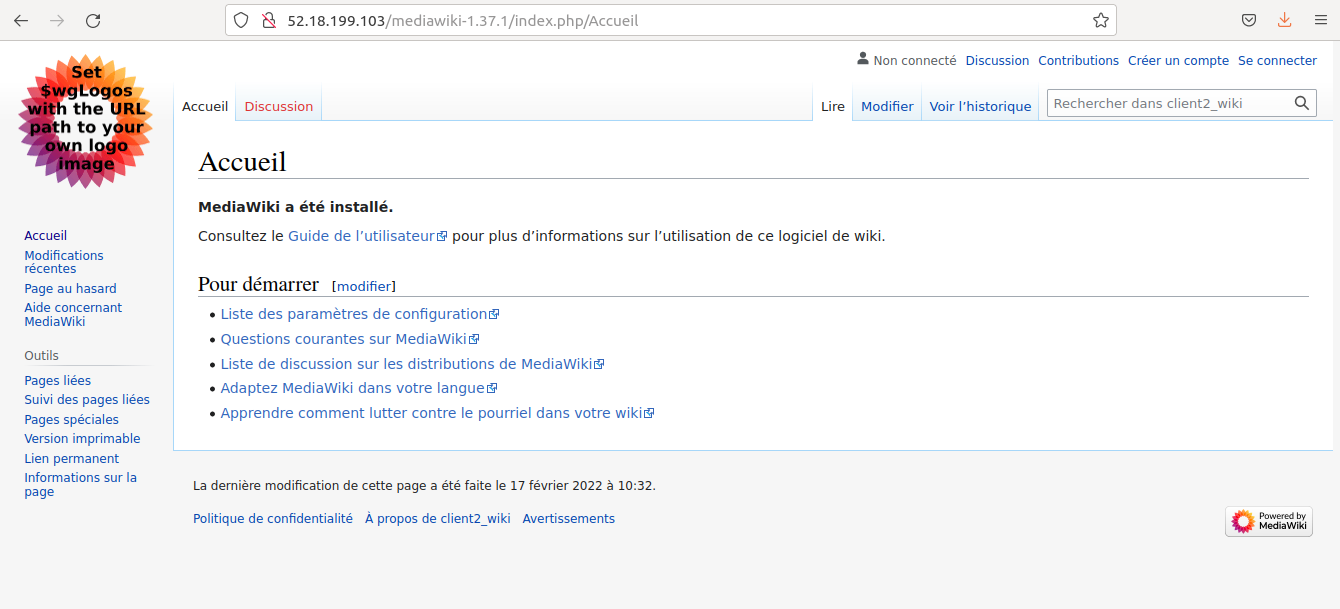 52.18.199.103/mediawiki-1.37.1/index.php/Accueil
Non connecté Discussion Contributions Créer un compte Se connecter
Set
$wgLogos
with the URL
path to your
own logo
image
Accueil Discussion Lire Modifier Voir l’historique Rechercher dans client2_wiki
Accueil
MediaWiki a été installé.
Consultez le Guide de l’utilisateur pour plus d’informations sur l’utilisation de ce logiciel de wiki.
Pour démarrer [modifier]
• Liste des paramètres de configuration
• Questions courantes sur MediaWiki
• Liste de discussion sur les distributions de MediaWiki
• Adaptez MediaWiki dans votre langue
• Apprendre comment lutter contre le pourriel dans votre wiki
Accueil
Modifications
récentes
Page au hasard
Aide concernant
MediaWiki
Outils
Pages liées
Suivi des pages liées
Pages spéciales
Version imprimable
Lien permanent
Informations sur la
page
La dernière modification de cette page a été faite le 17 février 2022 à 10:32.
Politique de confidentialité À propos de client2_wiki Avertissements
Powered by
MediaWiki